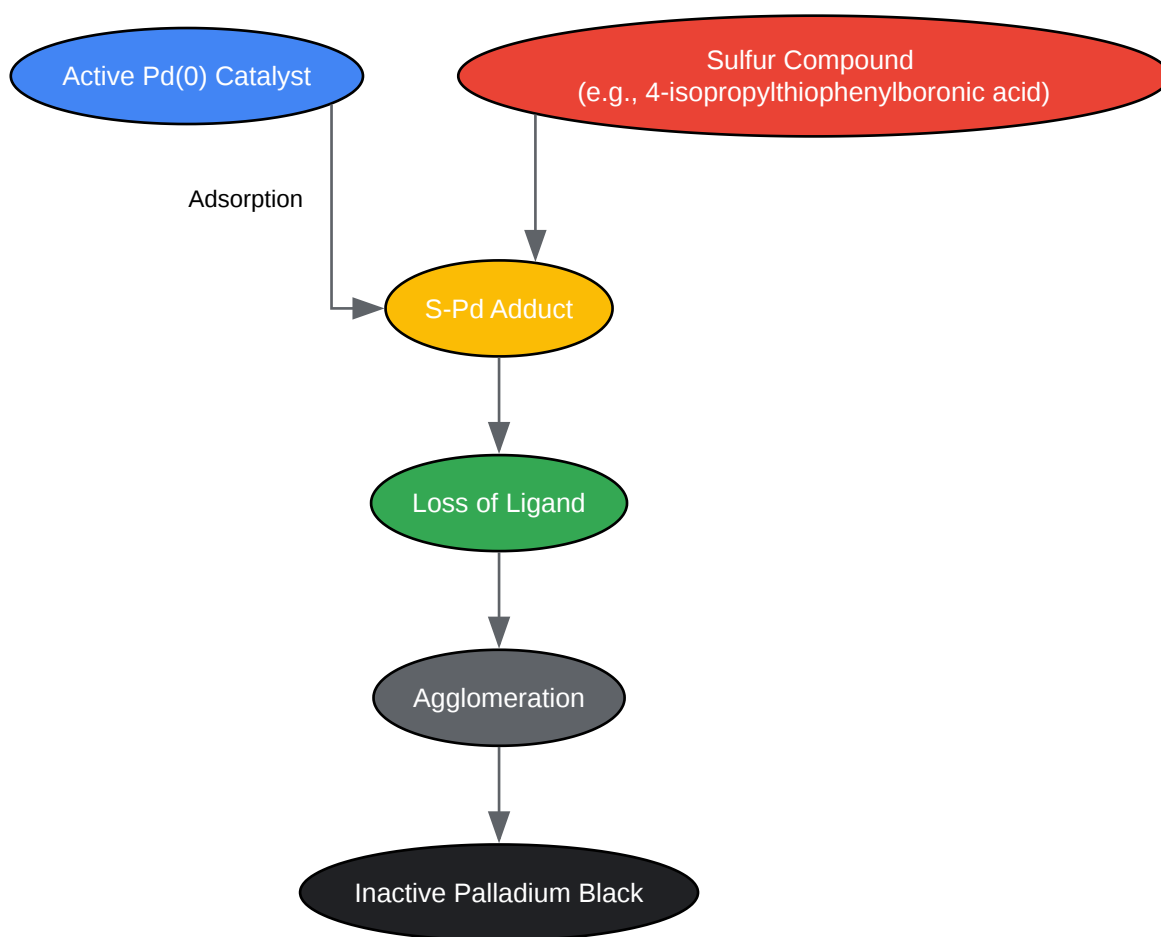 Active Pd(0) Catalyst
Sulfur Compound
(e.g., 4-isopropylthiophenylboronic acid)
Adsorption
S-Pd Adduct
Loss of Ligand
Agglomeration
Inactive Palladium Black